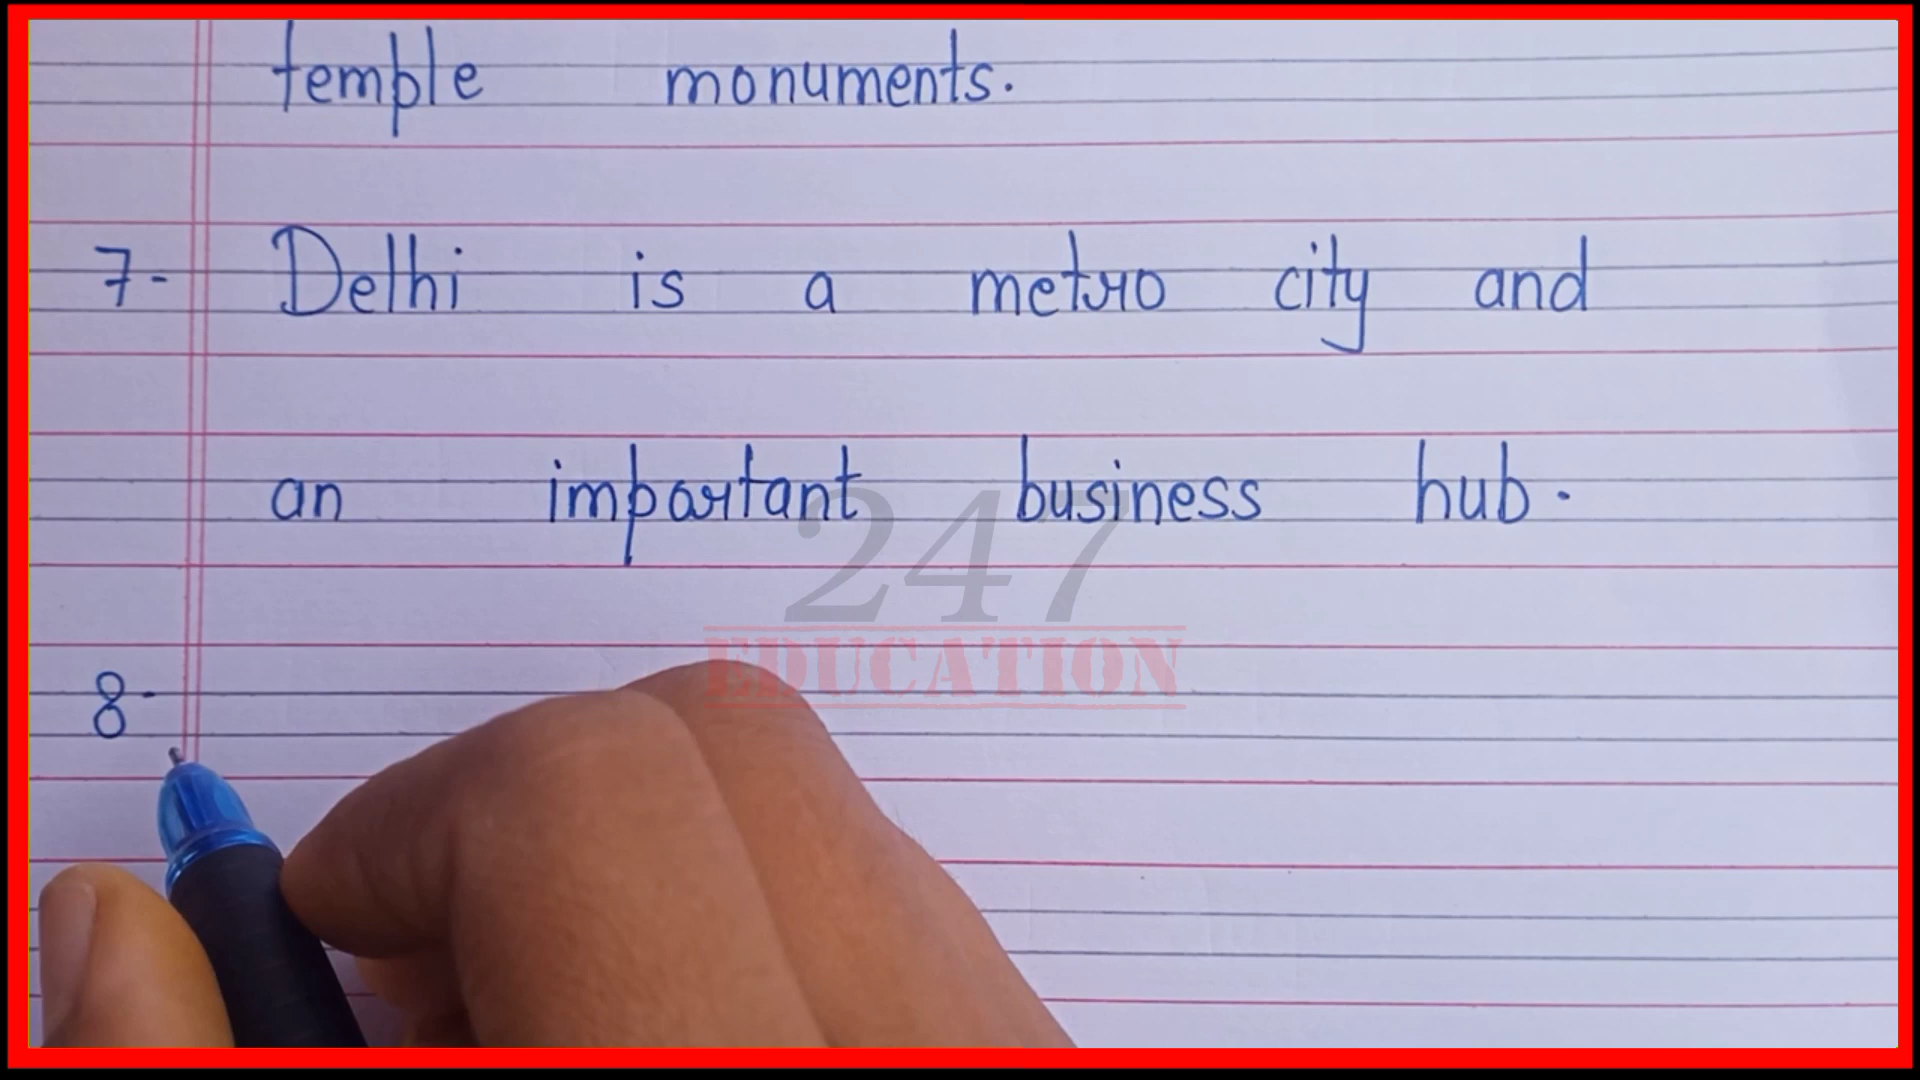 temple monuments.
7- Delhi is a metro city and
an important business hub.
247
EDUCATION
8-